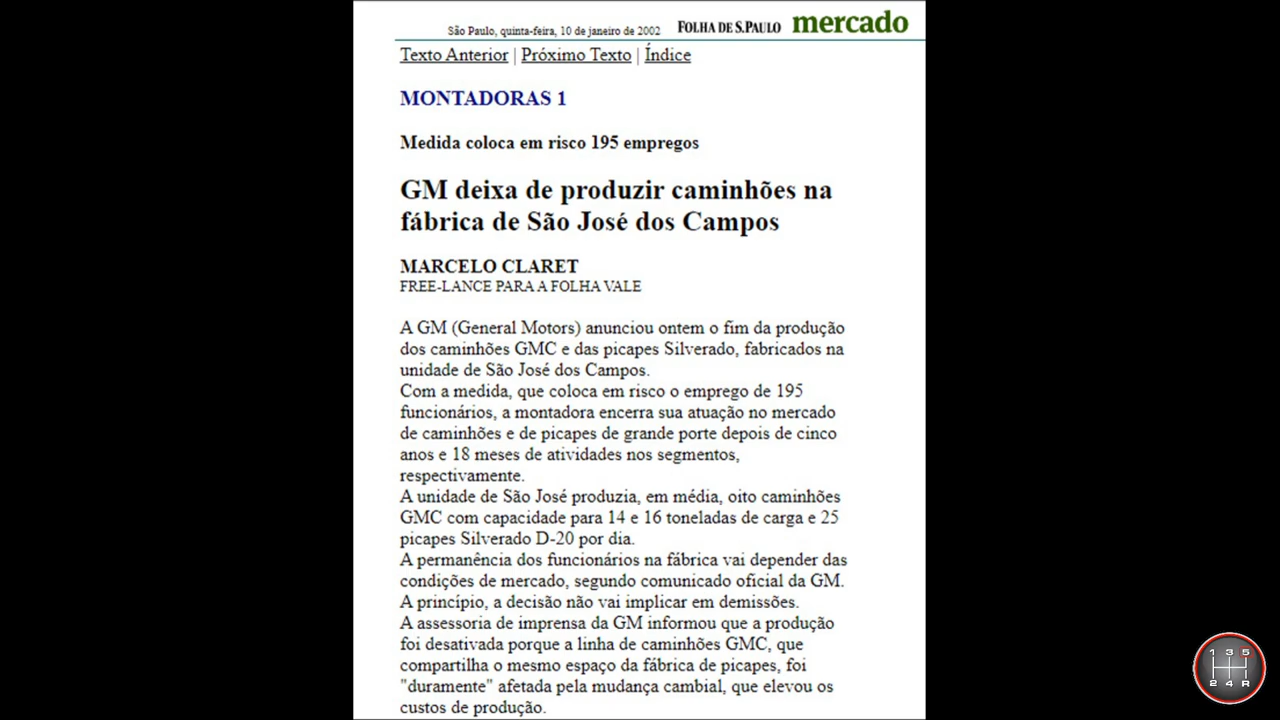 São Paulo, quinta-feira, 10 de janeiro de 2002 FOLHA DE S.PAULO mercado
Texto Anterior | Próximo Texto | Índice
MONTADORAS 1
Medida coloca em risco 195 empregos
GM deixa de produzir caminhões na
fábrica de São José dos Campos
MARCELO CLARET
FREE-LANCE PARA A FOLHA VALE
A GM (General Motors) anunciou ontem o fim da produção
dos caminhões GMC e das picapes Silverado, fabricados na
unidade de São José dos Campos.
Com a medida, que coloca em risco o emprego de 195
funcionários, a montadora encerra sua atuação no mercado
de caminhões e de picapes de grande porte depois de cinco
anos e 18 meses de atividades nos segmentos,
respectivamente.
A unidade de São José produzia, em média, oito caminhões
GMC com capacidade para 14 e 16 toneladas de carga e 25
picapes Silverado D-20 por dia.
A permanência dos funcionários na fábrica vai depender das
condições de mercado, segundo comunicado oficial da GM.
A princípio, a decisão não vai implicar em demissões.
A assessoria de imprensa da GM informou que a produção
foi desativada porque a linha de caminhões GMC, que
compartilha o mesmo espaço da fábrica de picapes, foi
"duramente" afetada pela mudança cambial, que elevou os
custos de produção.
1 3 5
2 4 R